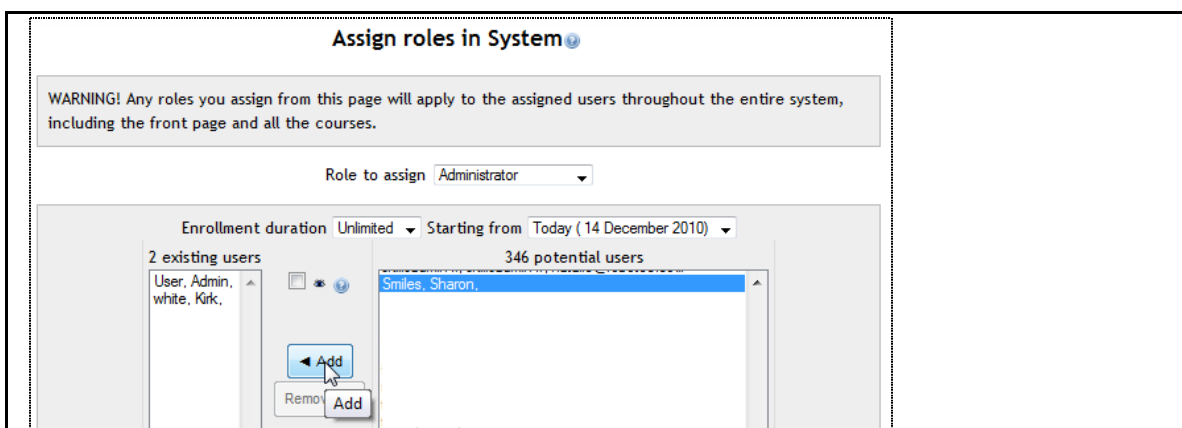 Assign roles in System
WARNING! Any roles you assign from this page will apply to the assigned users throughout the entire system,
including the front page and all the courses.
Role to assign Administrator
Enrollment duration Unlimited Starting from Today ( 14 December 2010)
2 existing users 346 potential users
User, Admin,
white, Kirk,
Smiles, Sharon,
◄ Add
Remov
Add